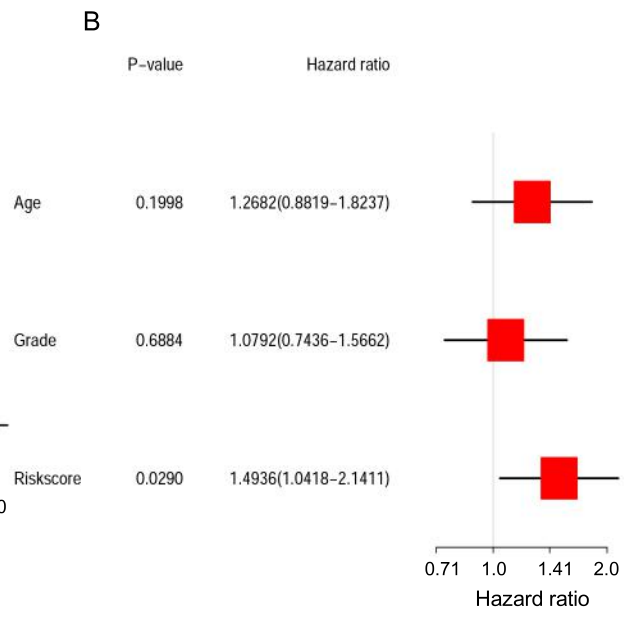 B
P-value Hazard ratio
Age 0.1998 1.2682(0.8819-1.8237)
Grade 0.6884 1.0792(0.7436-1.5662)
Riskscore 0.0290 1.4936(1.0418-2.1411)
0
0.71 1.0 1.41 2.0
Hazard ratio